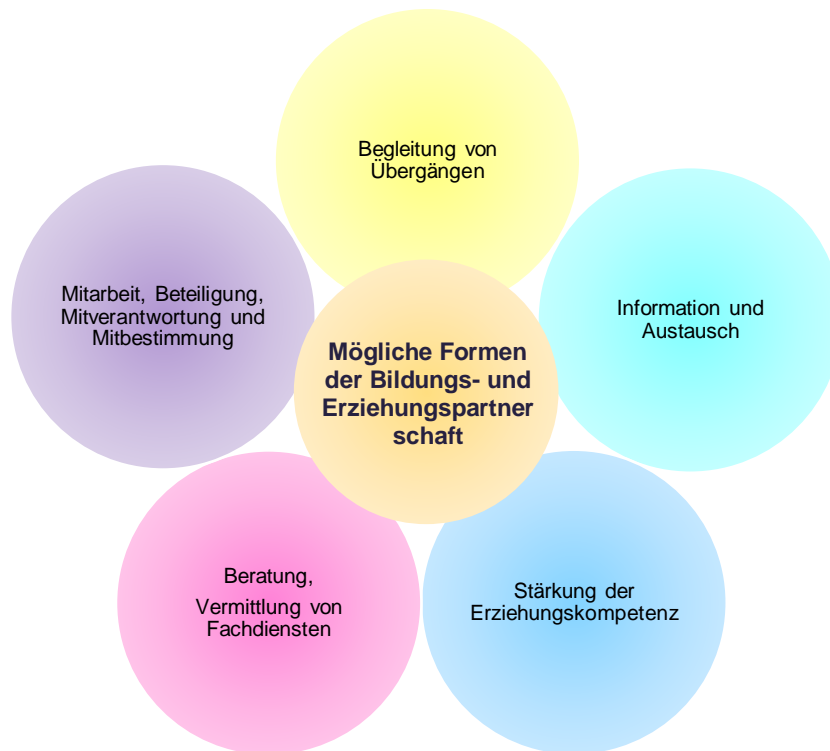 Begleitung von
Übergängen
Information und
Austausch
Stärkung der
Erziehungskompetenz
Beratung,
Vermittlung von
Fachdiensten
Mitarbeit, Beteiligung,
Mitverantwortung und
Mitbestimmung
Mögliche Formen
der Bildungs- und
Erziehungspartner
schaft